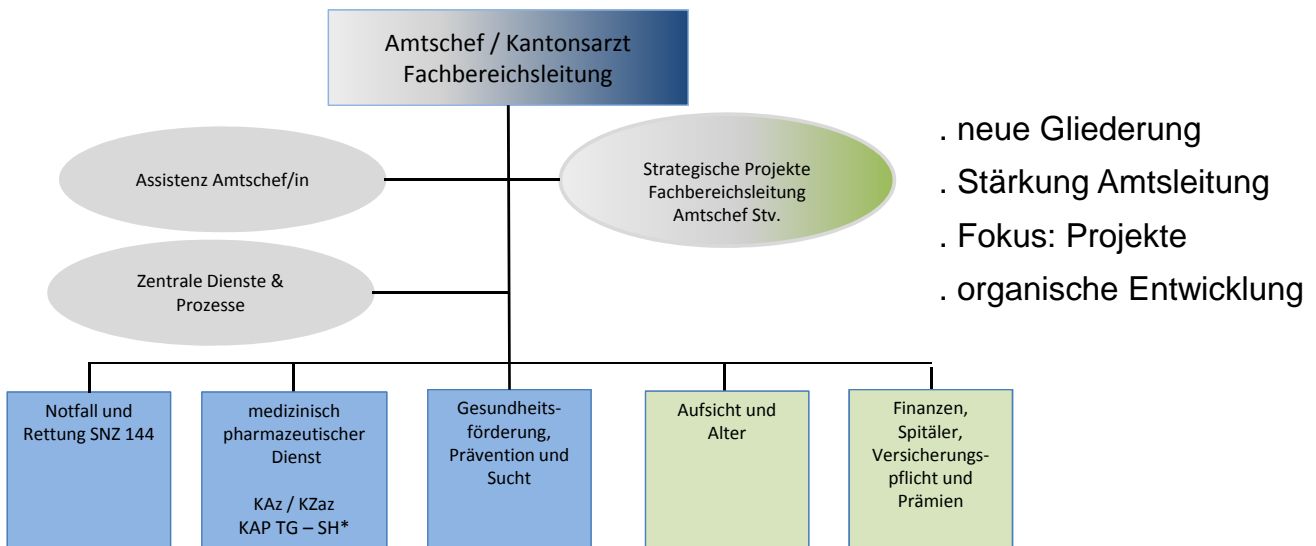 Amtschef / Kantonsarzt
Fachbereichsleitung
Assistenz Amtschef/in
Strategische Projekte
Fachbereichsleitung
Amtschef Stv.
Zentrale Dienste &
Prozesse
. neue Gliederung
. Stärkung Amtsleitung
. Fokus: Projekte
. organische Entwicklung
Notfall und
Rettung SNZ 144
medizinisch
pharmazeutischer
Dienst
KAz / KZaz
KAP TG – SH*
Gesundheits-
förderung,
Prävention und
Sucht
Aufsicht und
Alter
Finanzen,
Spitäler,
Versicherungs-
pflicht und
Prämien